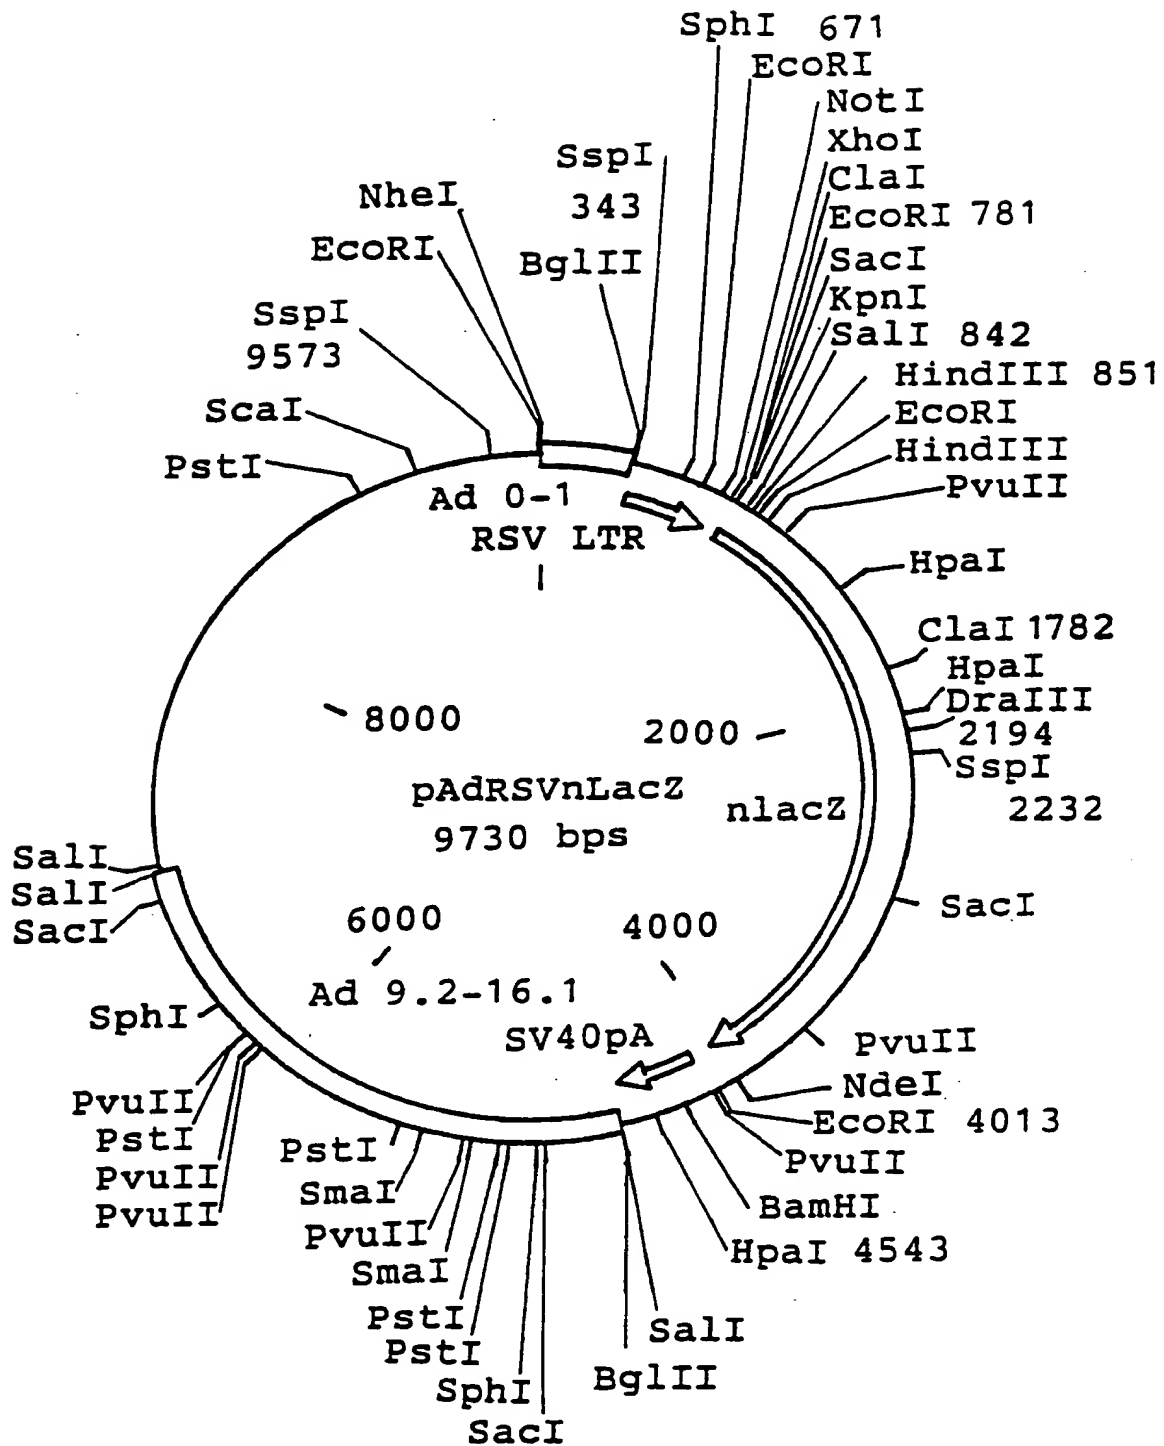 SphI 671
EcoRI
NotI
XhoI
ClaI
EcoRI 781
SacI
KpnI
SalI 842
HindIII 851
EcoRI
HindIII
PvuII
HpaI
ClaI 1782
HpaI
DraIII
2194
SspI
2232
SacI
PvuII
NdeI
EcoRI 4013
PvuII
BamHI
HpaI 4543
SalI
BglII
SacI
SphI
PstI
PstI
SmaI
PvuII
SmaI
PstI
PvuII
PvuII
PstI
PvuII
SphI
SacI
SalI
SalI
PstI
ScaI
SspI
9573
EcoRI
NheI
BglII
SspI
343
Ad 0-1
RSV LTR
8000
2000
pAdRSVnLacZ
9730 bps
nlacZ
6000
4000
Ad 9.2-16.1
SV40pA